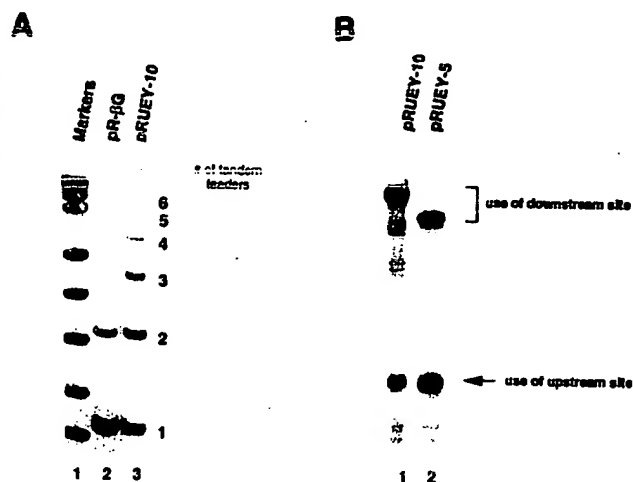 A
Markers
pR-βG
pRUEY-10
# of tandem
leaders
6
5
4
3
2
1
1 2 3
B
pRUEY-10
pRUEY-5
use of downstream site
use of upstream site
1 2